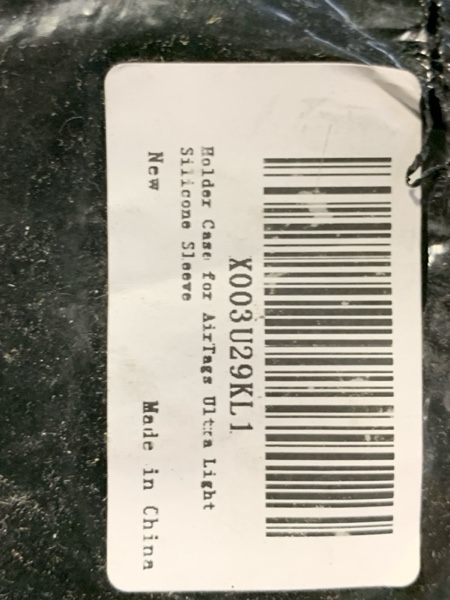 X003U29KL1
Holder Case for AirTags Ultra Light
Silicone Sleeve
New
Made in China